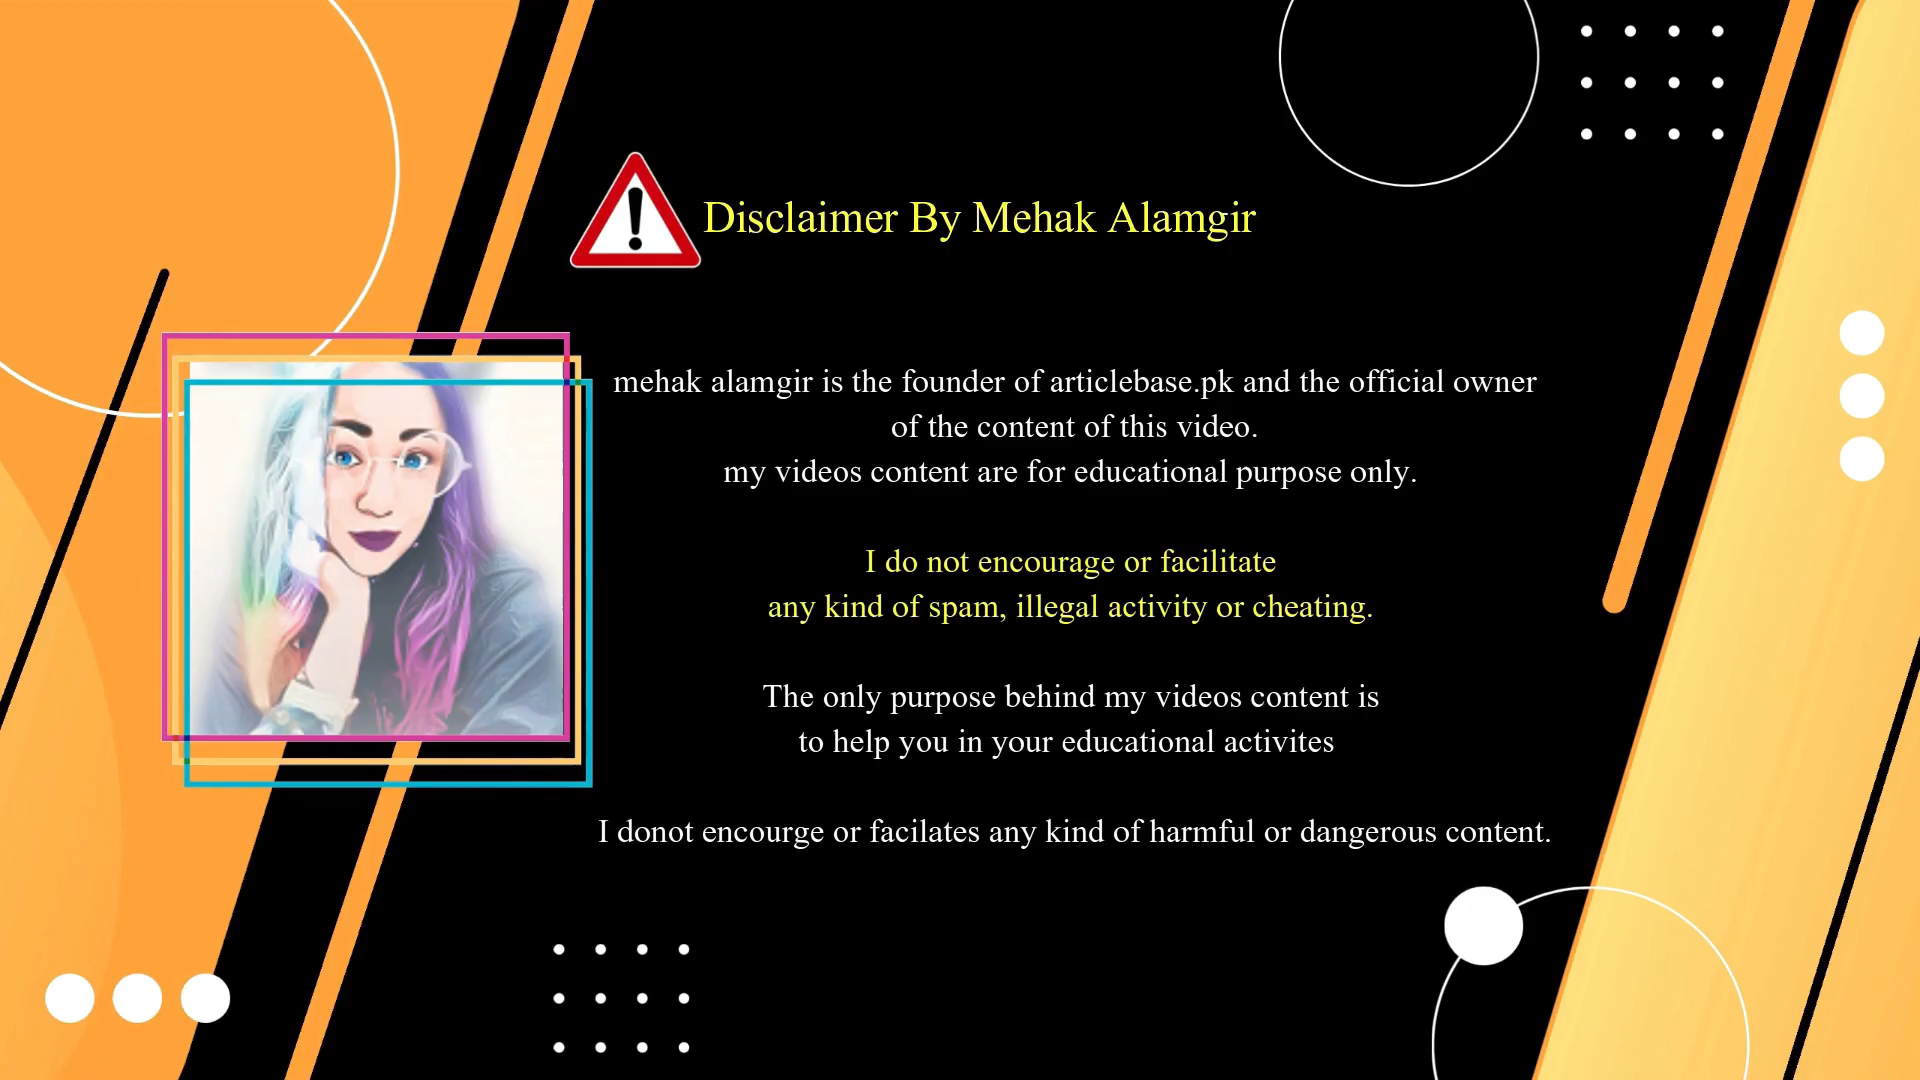 Disclaimer By Mehak Alamgir
mehak alamgir is the founder of articlebase.pk and the official owner
of the content of this video.
my videos content are for educational purpose only.
I do not encourage or facilitate
any kind of spam, illegal activity or cheating.
The only purpose behind my videos content is
to help you in your educational activites
I donot encourge or facilates any kind of harmful or dangerous content.